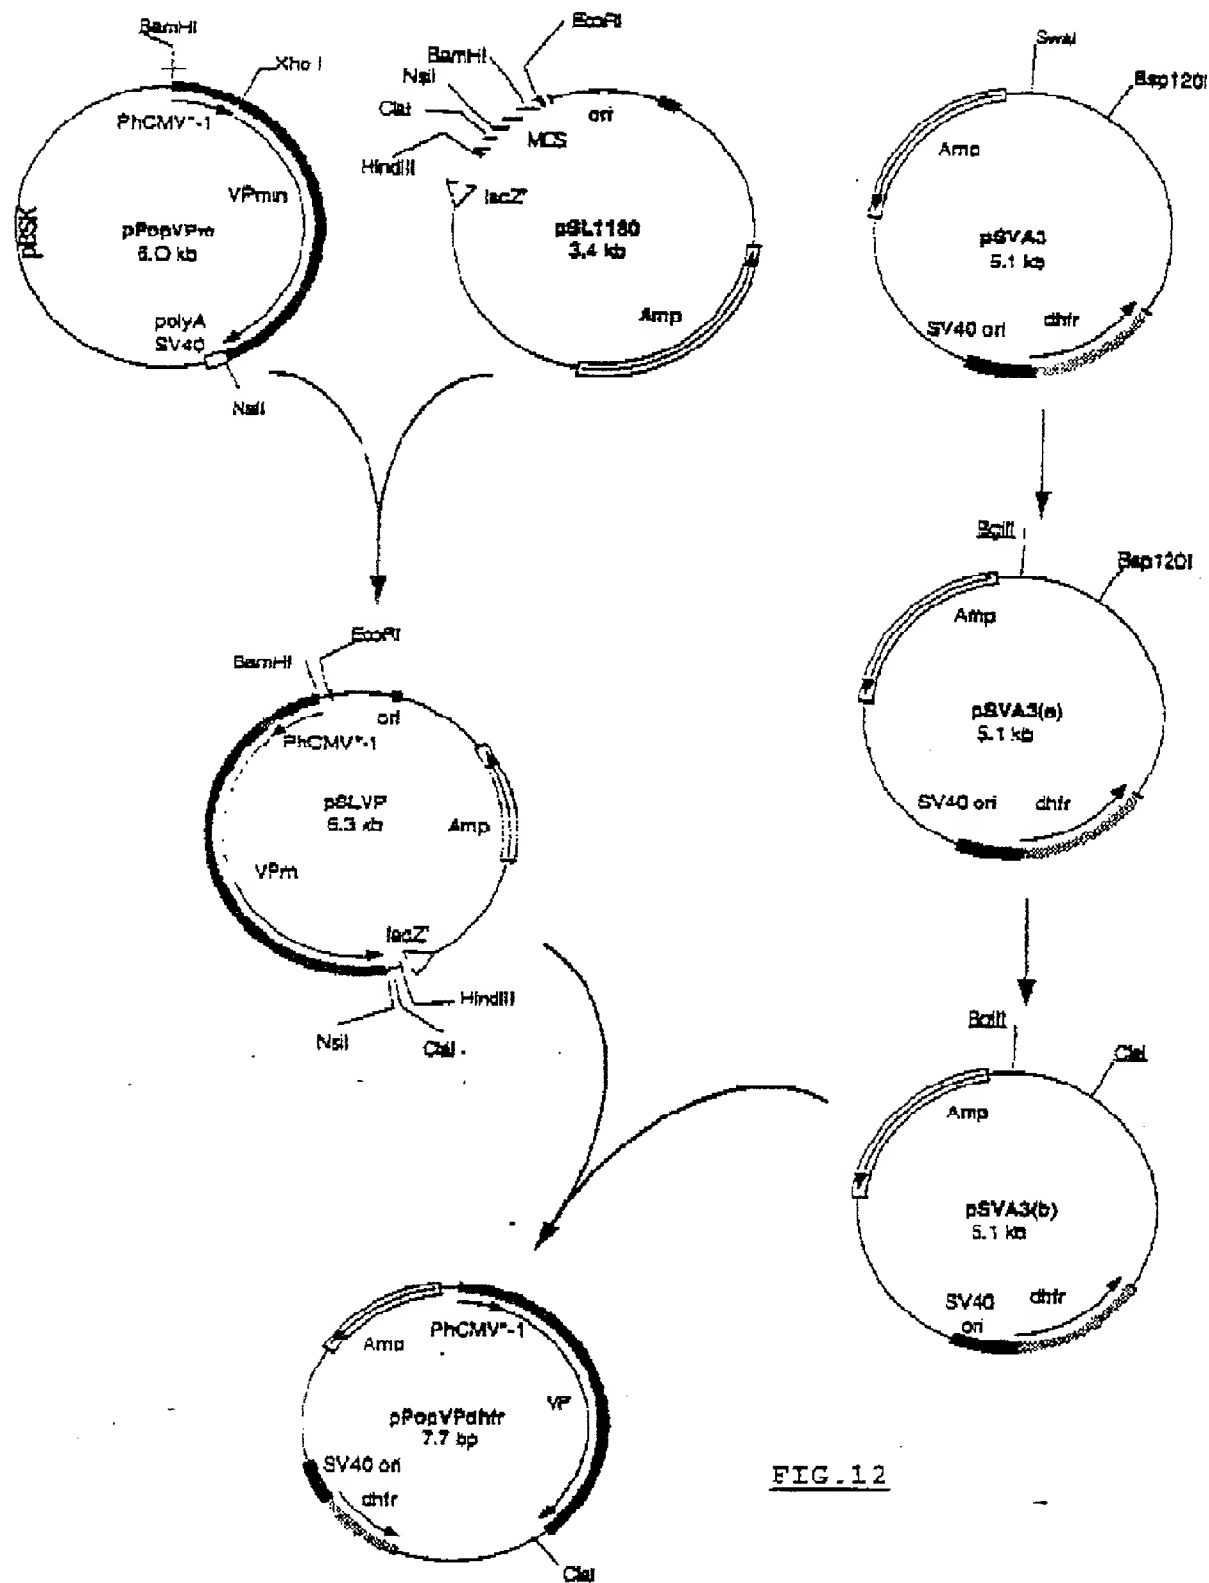 BamHI
Xho I
PhCMV*-1
VPmin
pBSK
pPopVPm
6.0 kb
polyA
SV40
NsiI
EcoRI
BamHI
NsiI
ClaI
HindIII
MCS
ori
lacZ'
pSL1180
3.4 kb
Amp
SwaI
Bsp120I
Amp
pSVA3
5.1 kb
SV40 ori
dhfr
BglII
Bsp120I
Amp
pSVA3(a)
5.1 kb
SV40 ori
dhfr
EcoRI
BamHI
ori
PhCMV*-1
pSLVP
6.3 kb
Amp
VPm
lacZ'
HindIII
NsiI
ClaI
BglII
ClaI
Amp
pSVA3(b)
5.1 kb
SV40
ori
dhfr
PhCMV*-1
Amp
VP
pPopVPdhfr
7.7 bp
SV40 ori
dhfr
ClaI
FIG.12